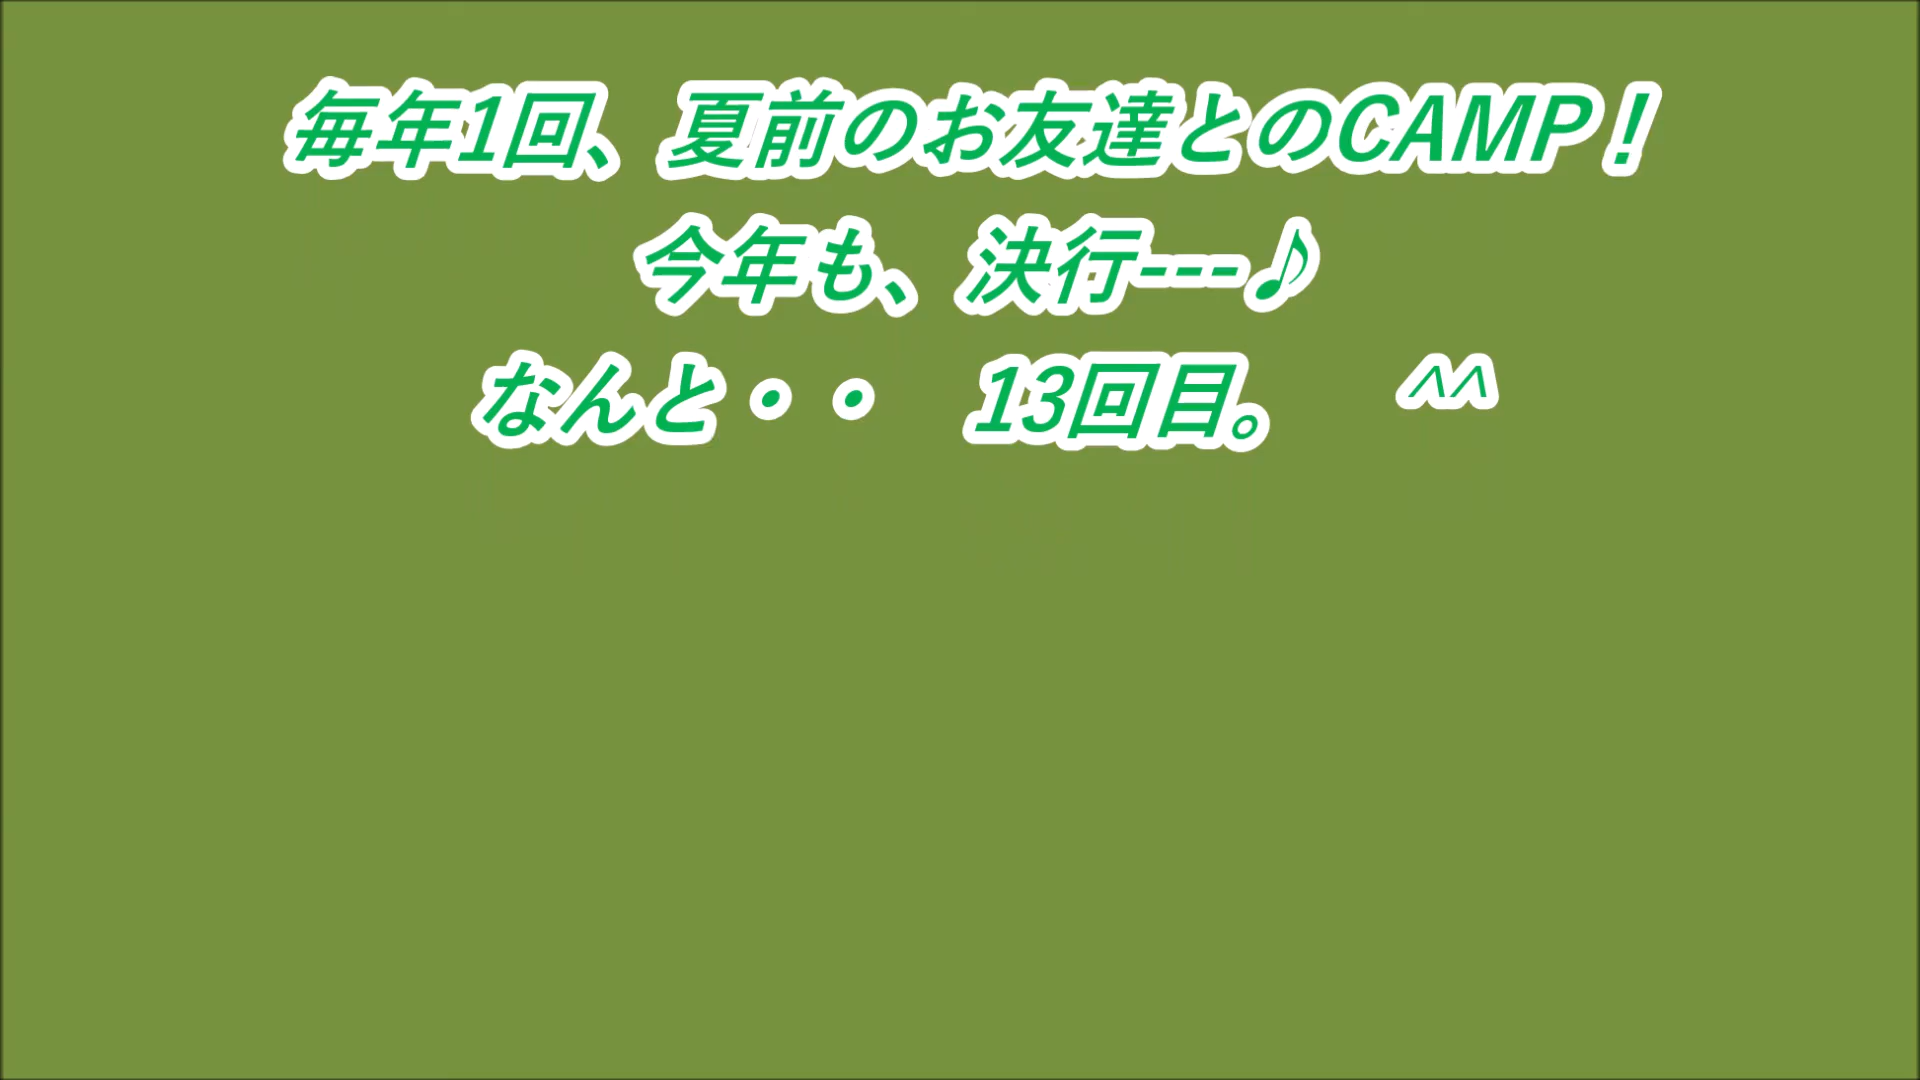 毎年1回、夏前のお友達とのCAMP！
今年も、決行---♪
なんと・・　13回目。　^^